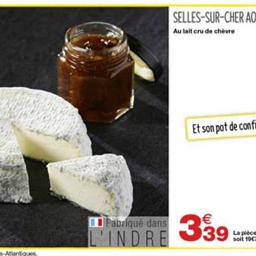 SELLES-SUR-CHER AO
Au lait cru de chèvre
Et son pot de confi
Fabriqué dans
L'INDRE
3€39
La pièce
soit 19€
s-Atlantiques.